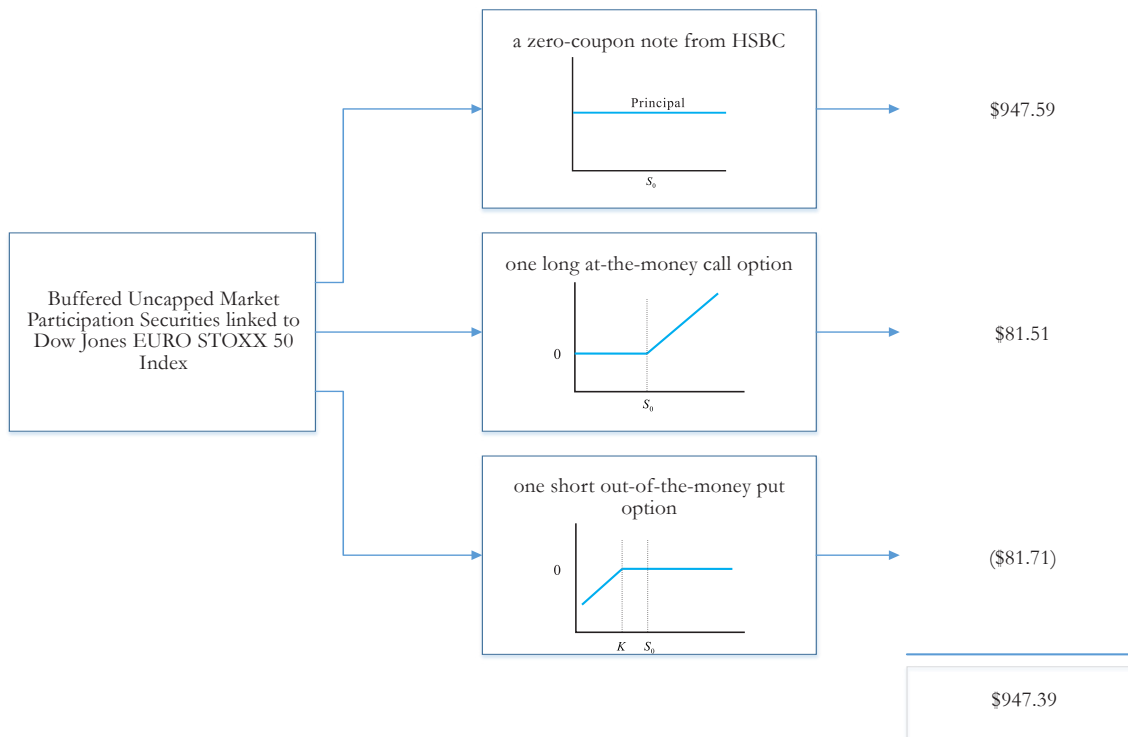 a zero-coupon note from HSBC
Principal
S₀
$947.59
Buffered Uncapped Market
Participation Securities linked to
Dow Jones EURO STOXX 50
Index
one long at-the-money call option
0
S₀
$81.51
one short out-of-the-money put
option
0
K S₀
($81.71)
$947.39